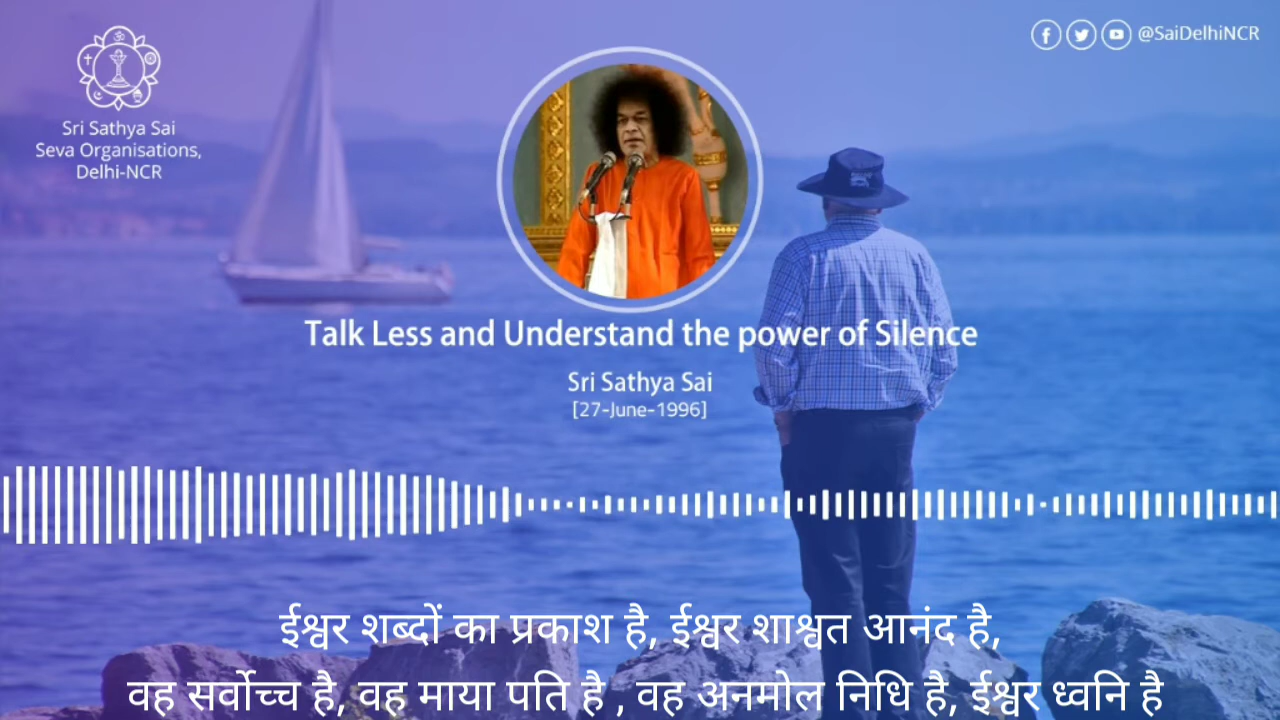 @SaiDelhiNCR
Sri Sathya Sai
Seva Organisations,
Delhi-NCR
Talk Less and Understand the power of Silence
Sri Sathya Sai
[27-June-1996]
ईश्वर शब्दों का प्रकाश है, ईश्वर शाश्वत आनंद है,
वह सर्वोच्च है, वह माया पति है , वह अनमोल निधि है, ईश्वर ध्वनि है